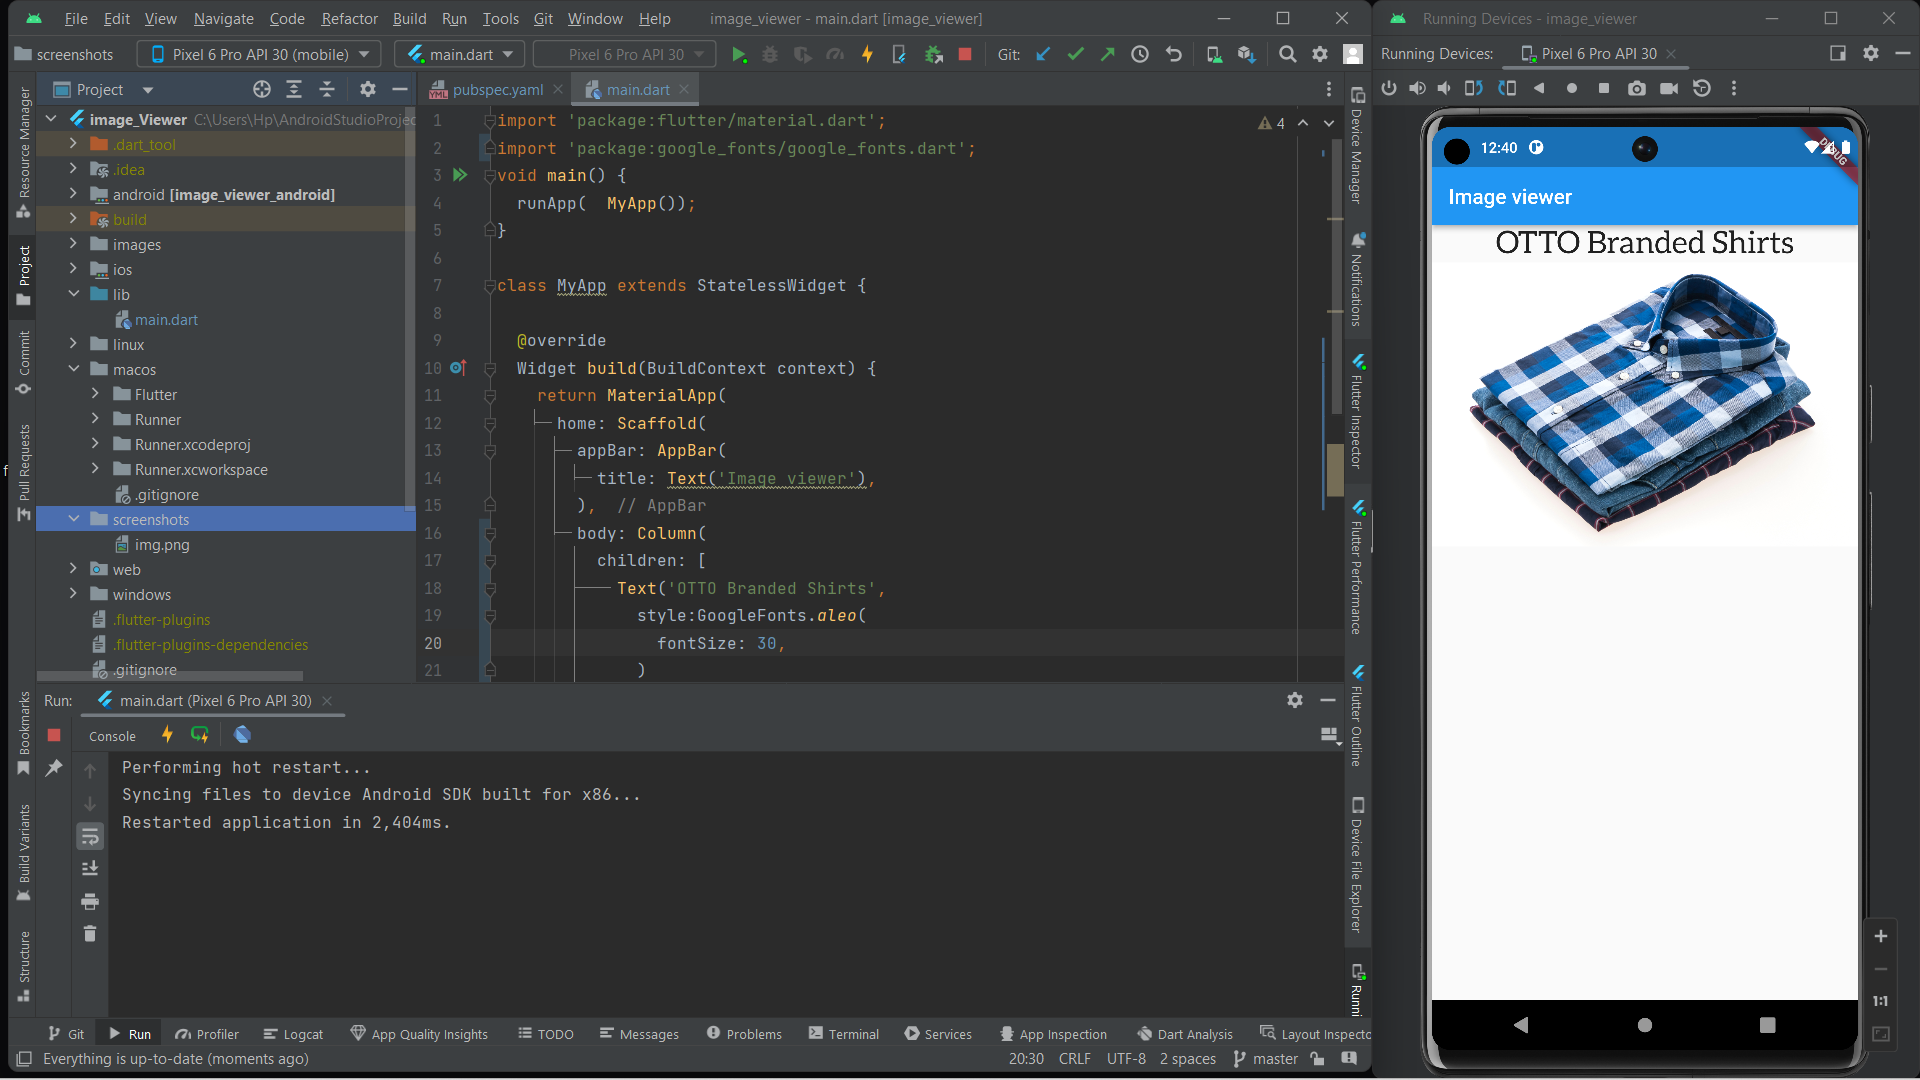 File Edit View Navigate Code Refactor Build Run Tools Git Window Help image_viewer - main.dart [image_viewer]
Running Devices - image_viewer
screenshots Pixel 6 Pro API 30 (mobile) main.dart Pixel 6 Pro API 30 Git:
Running Devices: Pixel 6 Pro API 30
Project
pubspec.yaml main.dart
Resource Manager
Project
Commit
Pull Requests
Bookmarks
Build Variants
Structure
image_Viewer C:\Users\Hp\AndroidStudioProjec
.dart_tool
.idea
android [image_viewer_android]
build
images
ios
lib
main.dart
linux
macos
Flutter
Runner
Runner.xcodeproj
Runner.xcworkspace
.gitignore
screenshots
img.png
web
windows
.flutter-plugins
.flutter-plugins-dependencies
.gitignore
4
1 import 'package:flutter/material.dart';
2 import 'package:google_fonts/google_fonts.dart';
3 void main() {
4 runApp( MyApp());
5 }
6
7 class MyApp extends StatelessWidget {
8
9 @override
10 Widget build(BuildContext context) {
11 return MaterialApp(
12 home: Scaffold(
13 appBar: AppBar(
14 title: Text('Image viewer'),
15 ), // AppBar
16 body: Column(
17 children: [
18 Text('OTTO Branded Shirts',
19 style:GoogleFonts.aleo(
20 fontSize: 30,
21 )
Device Manager
Notifications
Flutter Inspector
Flutter Performance
Flutter Outline
Device File Explorer
Runni
12:40
DEBUG
Image viewer
OTTO Branded Shirts
1:1
Run: main.dart (Pixel 6 Pro API 30)
Console
Performing hot restart...
Syncing files to device Android SDK built for x86...
Restarted application in 2,404ms.
Git Run Profiler Logcat App Quality Insights TODO Messages Problems Terminal Services App Inspection Dart Analysis Layout Inspecto
Everything is up-to-date (moments ago) 20:30 CRLF UTF-8 2 spaces master